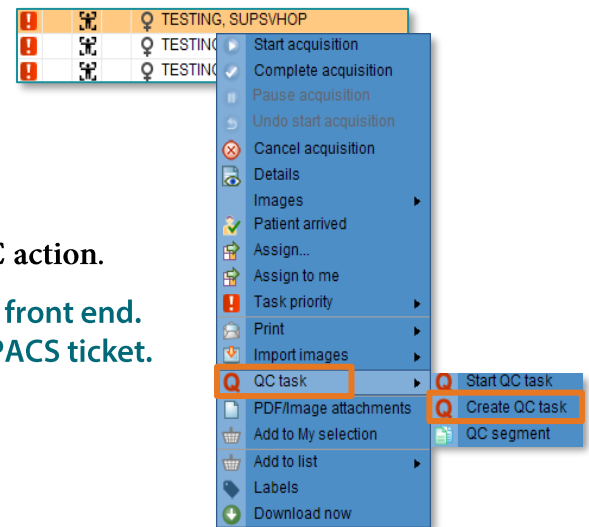 TESTING, SUPSVHOP
TESTING
TESTING
Start acquisition
Complete acquisition
Pause acquisition
Undo start acquisition
Cancel acquisition
Details
Images
Patient arrived
Assign...
Assign to me
Task priority
Print
Import images
QC task
PDF/Image attachments
Add to My selection
Add to list
Labels
Download now
Start QC task
Create QC task
QC segment
action.
front end.
PACS ticket.